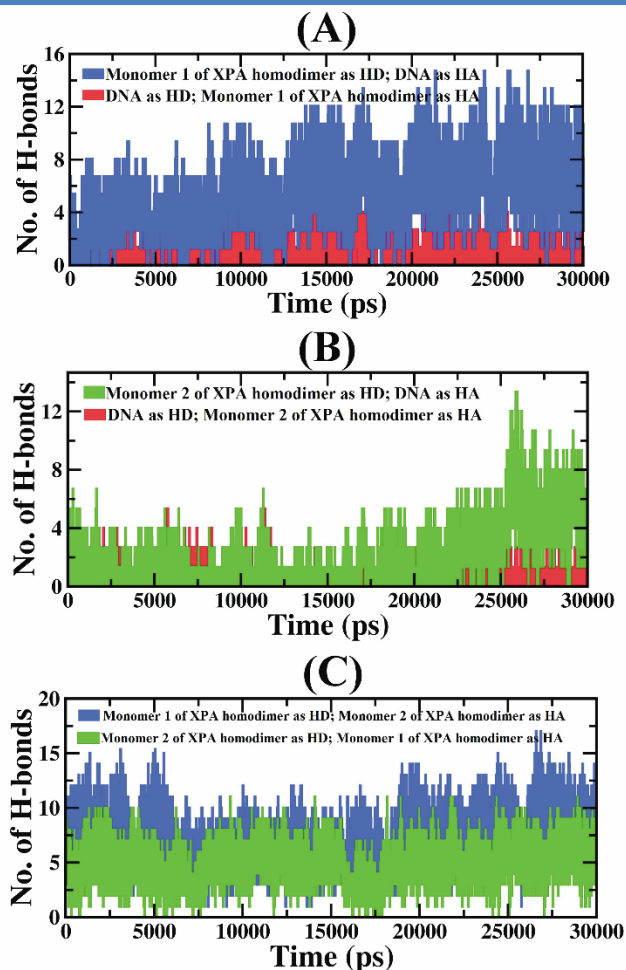 (A)
16
12
8
4
0
No. of H-bonds
Monomer 1 of XPA homodimer as HD; DNA as HA
DNA as HD; Monomer 1 of XPA homodimer as HA
0 5000 10000 15000 20000 25000 30000
Time (ps)
(B)
12
8
4
0
No. of H-bonds
Monomer 2 of XPA homodimer as HD; DNA as HA
DNA as HD; Monomer 2 of XPA homodimer as HA
0 5000 10000 15000 20000 25000 30000
Time (ps)
(C)
20
15
10
5
0
No. of H-bonds
Monomer 1 of XPA homodimer as HD; Monomer 2 of XPA homodimer as HA
Monomer 2 of XPA homodimer as HD; Monomer 1 of XPA homodimer as HA
0 5000 10000 15000 20000 25000 30000
Time (ps)